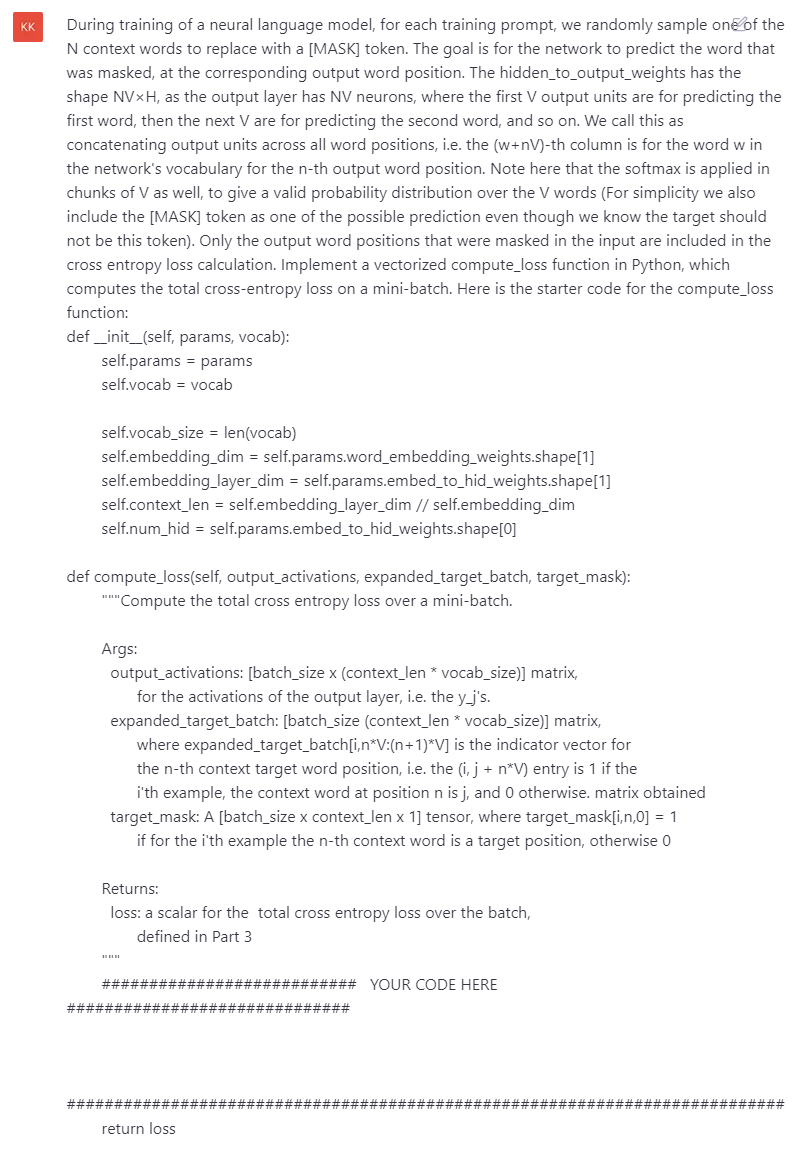 KK
During training of a neural language model, for each training prompt, we randomly sample one of the
N context words to replace with a [MASK] token. The goal is for the network to predict the word that
was masked, at the corresponding output word position. The hidden_to_output_weights has the
shape NV×H, as the output layer has NV neurons, where the first V output units are for predicting the
first word, then the next V are for predicting the second word, and so on. We call this as
concatenating output units across all word positions, i.e. the (w+nV)-th column is for the word w in
the network's vocabulary for the n-th output word position. Note here that the softmax is applied in
chunks of V as well, to give a valid probability distribution over the V words (For simplicity we also
include the [MASK] token as one of the possible prediction even though we know the target should
not be this token). Only the output word positions that were masked in the input are included in the
cross entropy loss calculation. Implement a vectorized compute_loss function in Python, which
computes the total cross-entropy loss on a mini-batch. Here is the starter code for the compute_loss
function:
def __init__(self, params, vocab):
self.params = params
self.vocab = vocab
self.vocab_size = len(vocab)
self.embedding_dim = self.params.word_embedding_weights.shape[1]
self.embedding_layer_dim = self.params.embed_to_hid_weights.shape[1]
self.context_len = self.embedding_layer_dim // self.embedding_dim
self.num_hid = self.params.embed_to_hid_weights.shape[0]
def compute_loss(self, output_activations, expanded_target_batch, target_mask):
"""Compute the total cross entropy loss over a mini-batch.
Args:
output_activations: [batch_size x (context_len * vocab_size)] matrix,
for the activations of the output layer, i.e. the y_j's.
expanded_target_batch: [batch_size (context_len * vocab_size)] matrix,
where expanded_target_batch[i,n*V:(n+1)*V] is the indicator vector for
the n-th context target word position, i.e. the (i, j + n*V) entry is 1 if the
i'th example, the context word at position n is j, and 0 otherwise. matrix obtained
target_mask: A [batch_size x context_len x 1] tensor, where target_mask[i,n,0] = 1
if for the i'th example the n-th context word is a target position, otherwise 0
Returns:
loss: a scalar for the  total cross entropy loss over the batch,
defined in Part 3
"""
###########################   YOUR CODE HERE
##############################
############################################################################
return loss